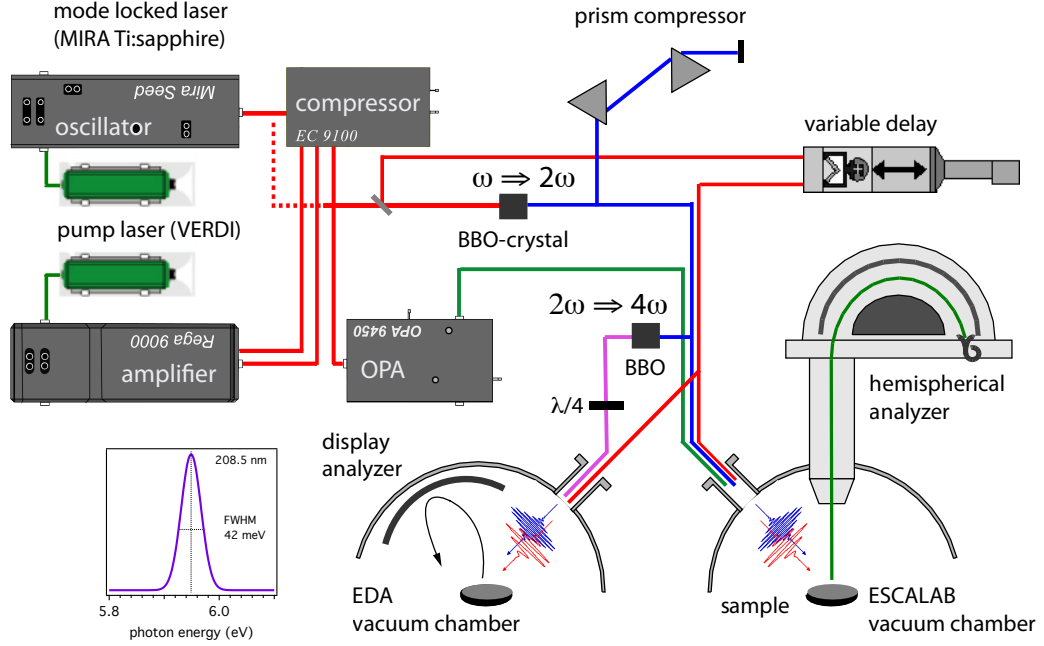 mode locked laser
(MIRA Ti:sapphire)
prism compressor
Mira Seed
oscillator
compressor
EC 9100
variable delay
ω ⇒ 2ω
BBO-crystal
pump laser (VERDI)
2ω ⇒ 4ω
BBO
Rega 9000
amplifier
OPA 9450
OPA
λ/4
hemispherical
analyzer
display
analyzer
208.5 nm
FWHM
42 meV
5.8
6.0
photon energy (eV)
EDA
vacuum chamber
sample
ESCALAB
vacuum chamber